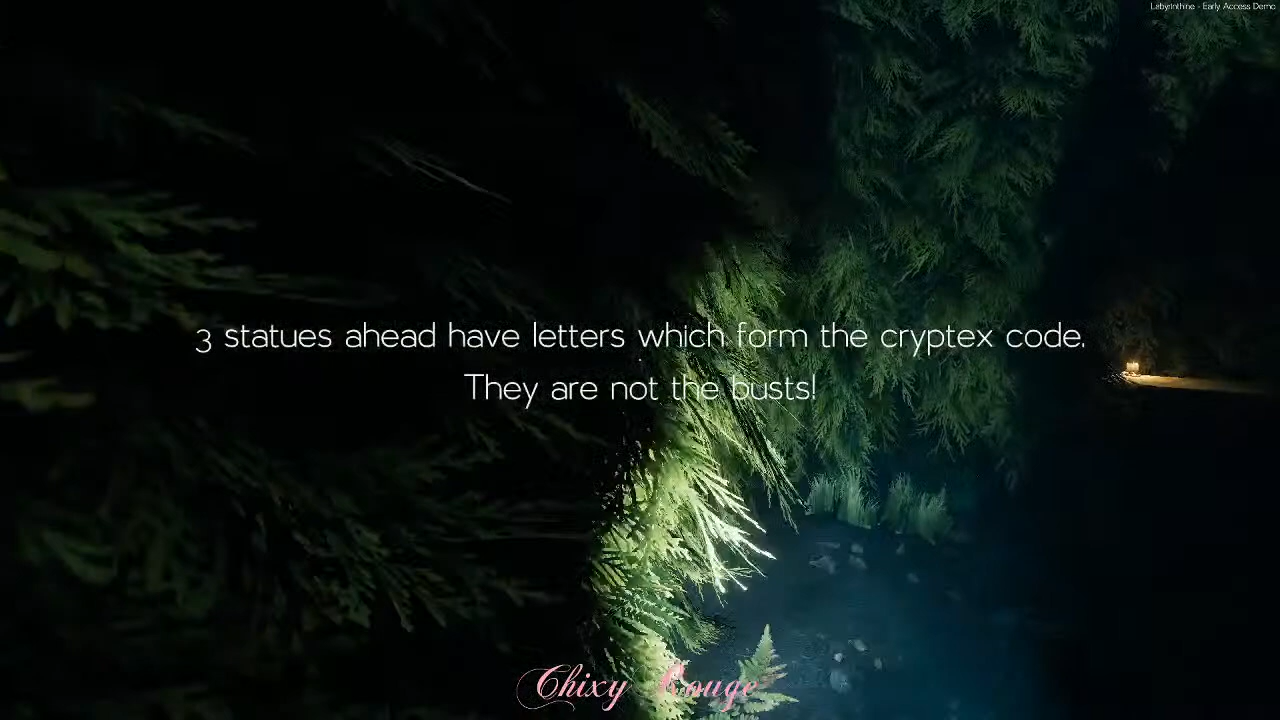 Labyrinthine - Early Access Demo
3 statues ahead have letters which form the cryptex code.
They are not the busts!
Chixy Rouge